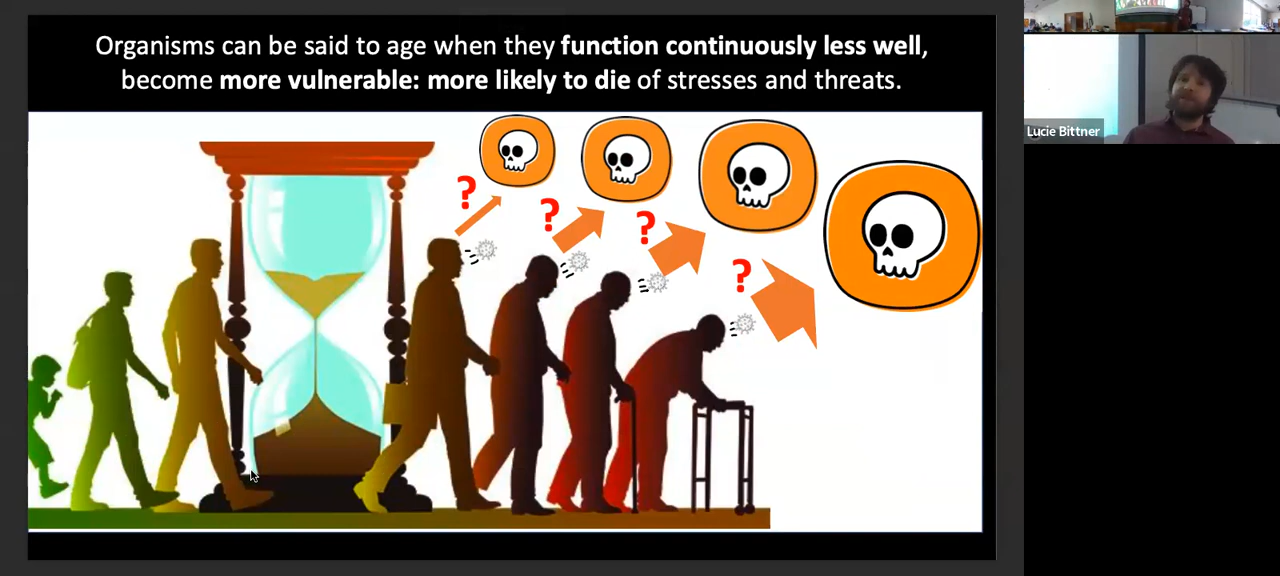 Organisms can be said to age when they function continuously less well,
become more vulnerable: more likely to die of stresses and threats.
?
?
?
?
Lucie Bittner